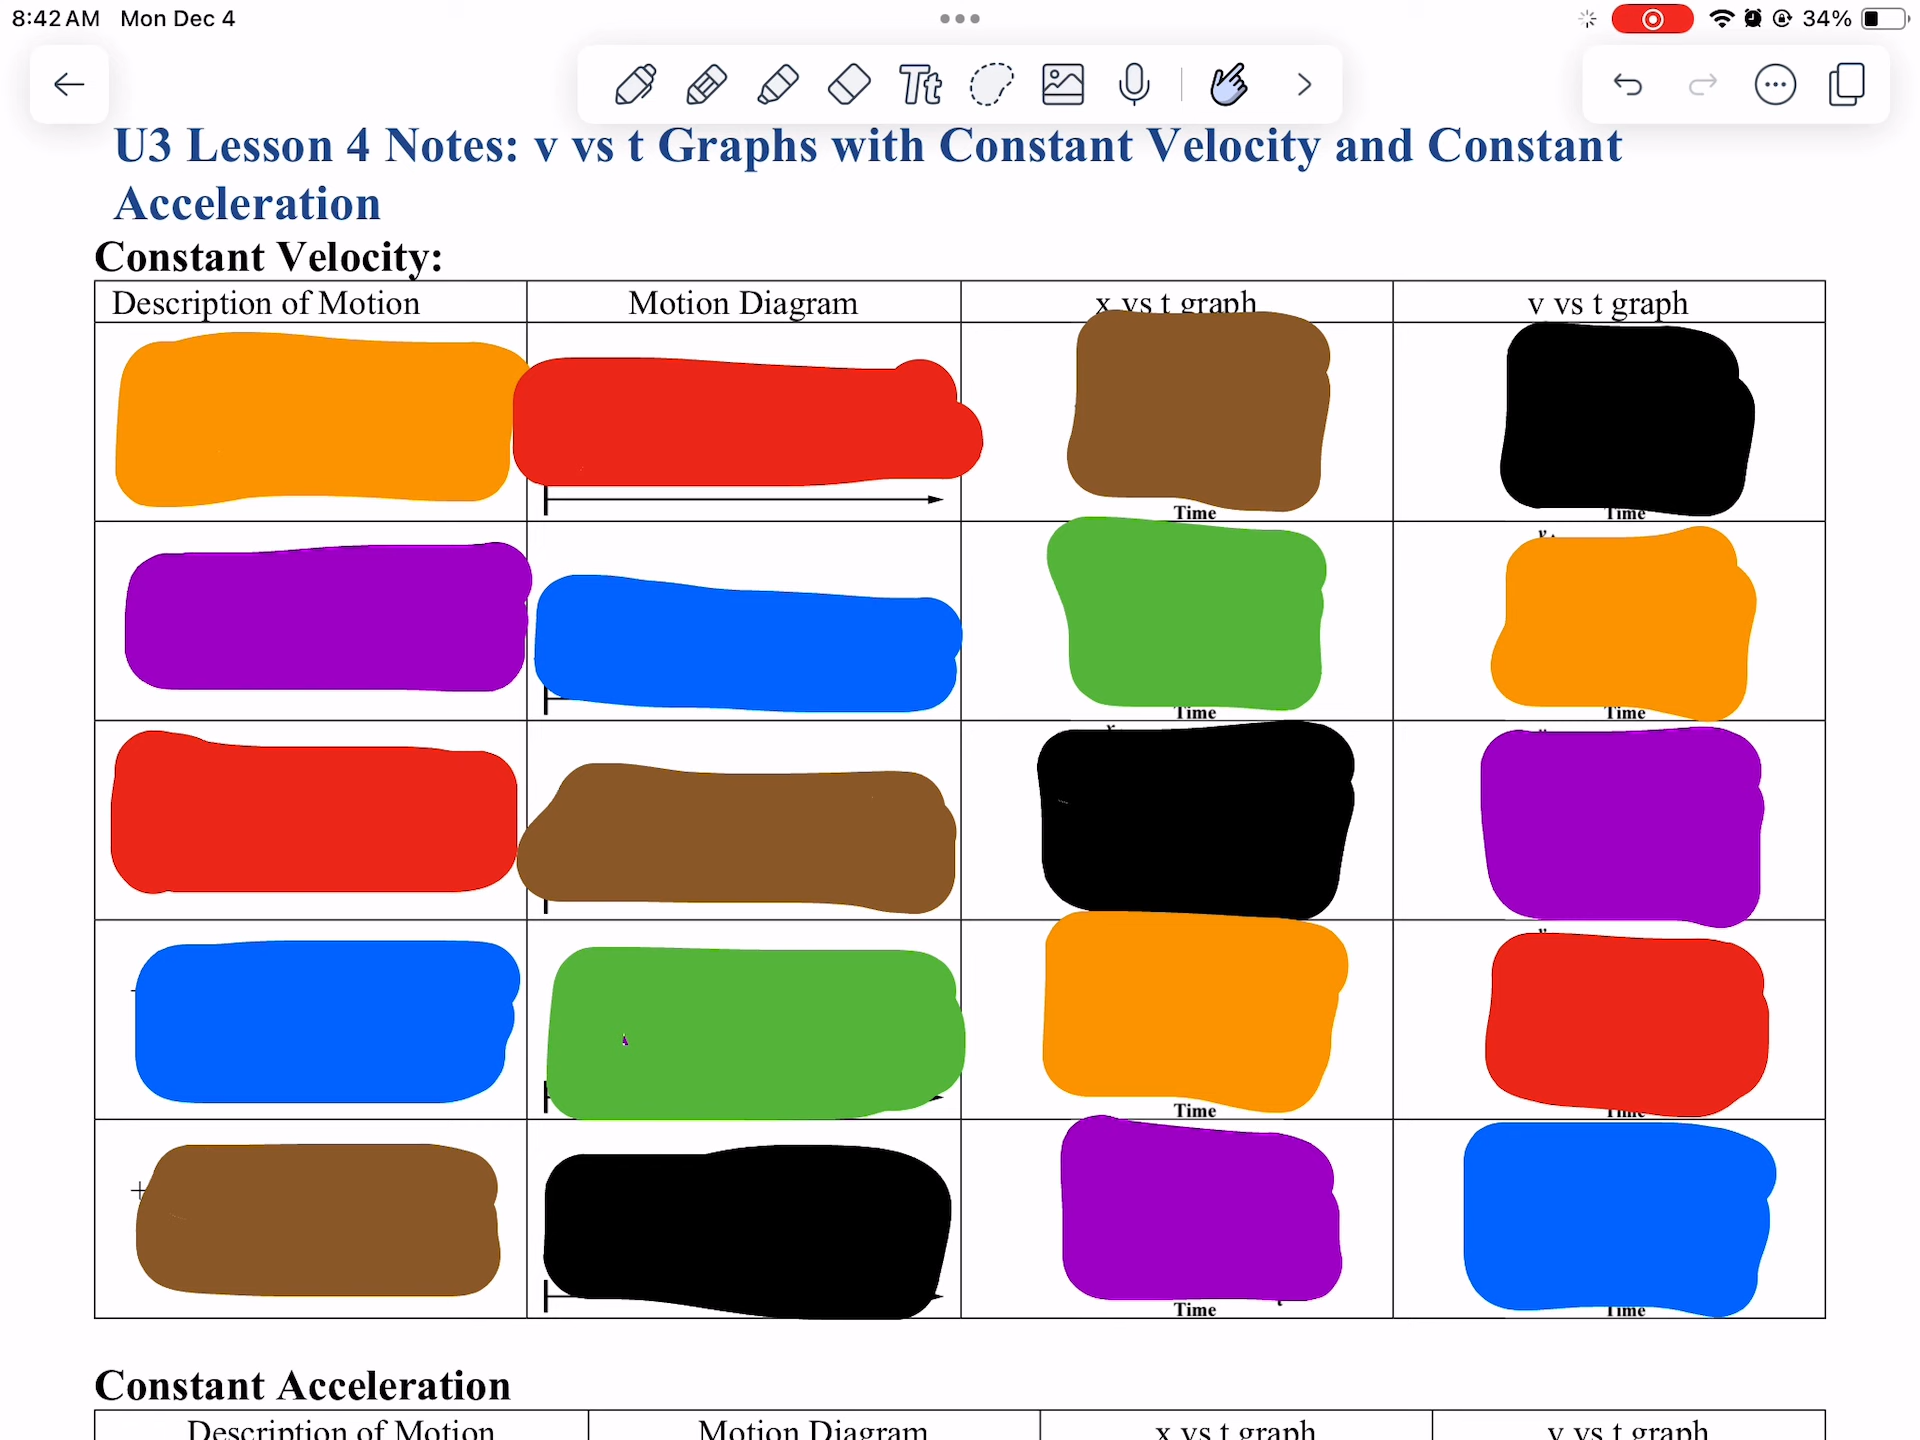 8:42 AM Mon Dec 4
34%
Tt
U3 Lesson 4 Notes: v vs t Graphs with Constant Velocity and Constant
Acceleration
Constant Velocity:
Description of Motion Motion Diagram x vs t graph v vs t graph
Time Time
Time Time
Time Time
Time Time
Constant Acceleration
Description of Motion Motion Diagram x vs t graph v vs t graph